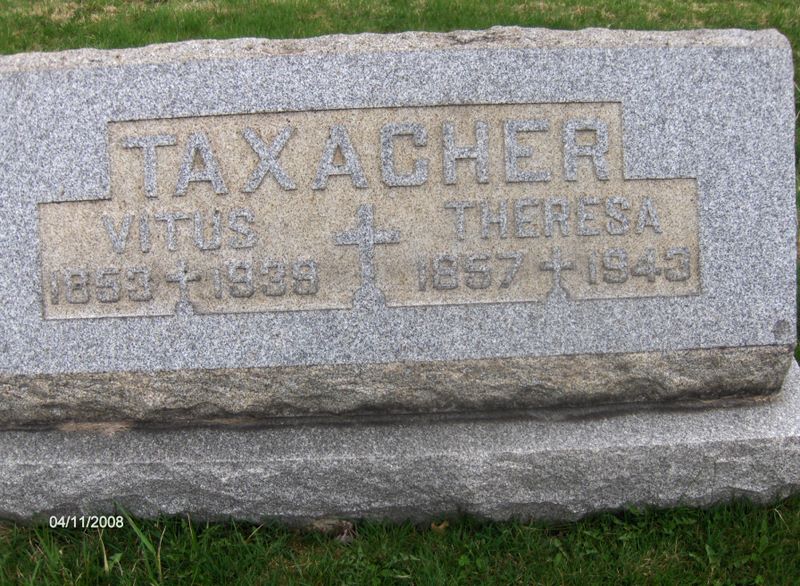 TAXACHER
VITUS THERESA
1853 1939 1857 1943
04/11/2008